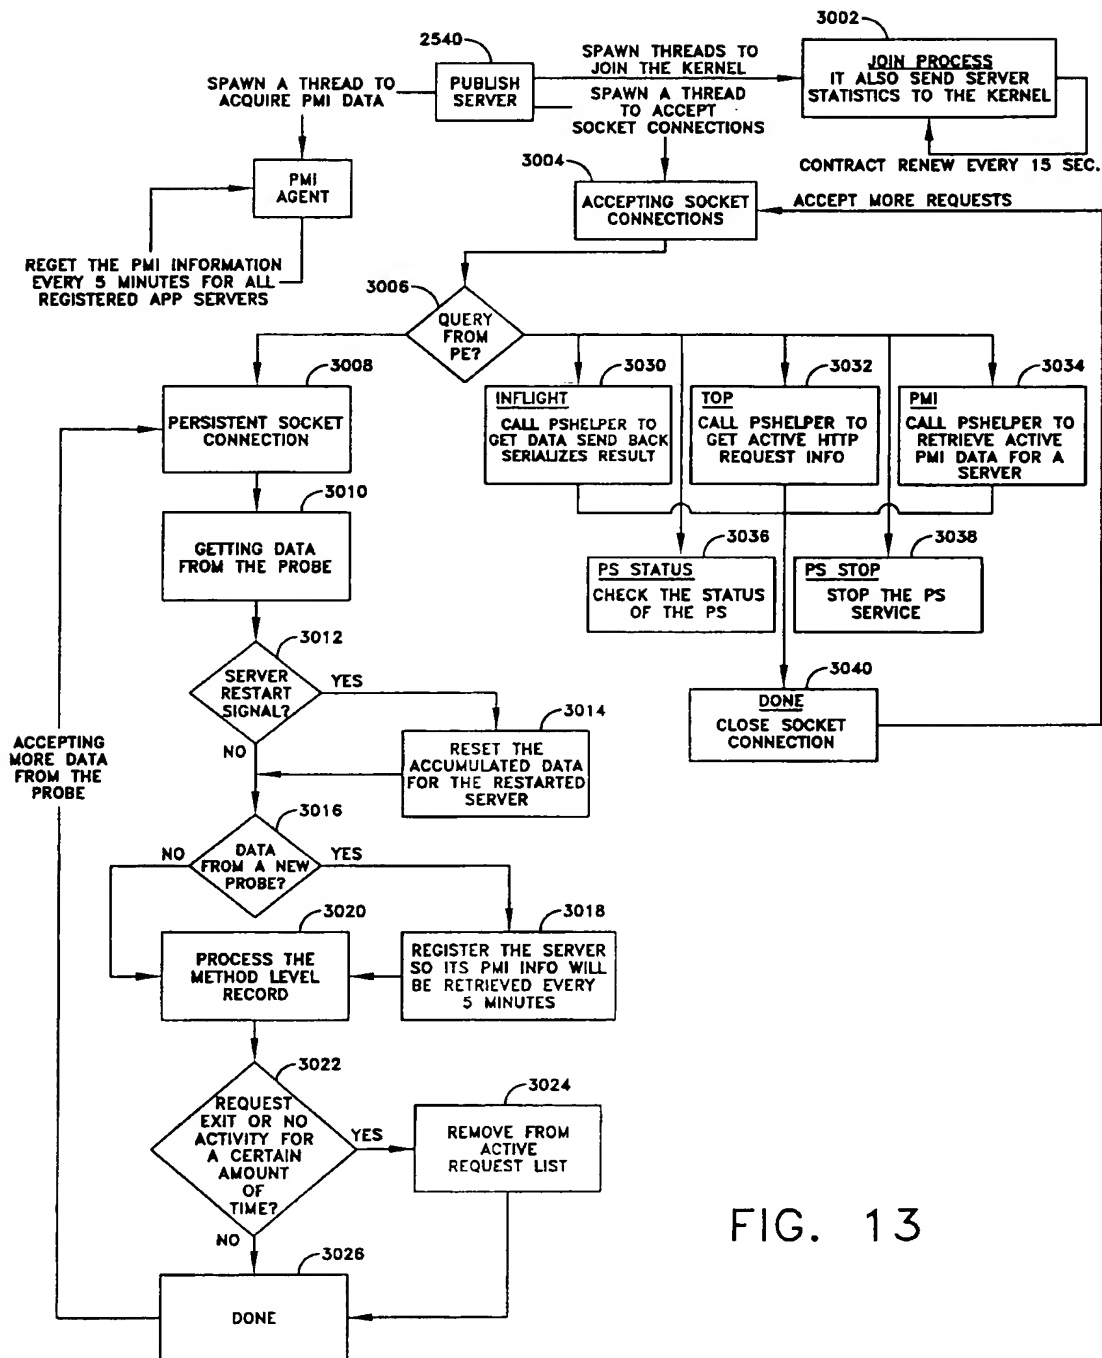 3002
2540
SPAWN THREADS TO
JOIN THE KERNEL
JOIN PROCESS
IT ALSO SEND SERVER
STATISTICS TO THE KERNEL
SPAWN A THREAD TO
ACQUIRE PMI DATA
PUBLISH
SERVER
SPAWN A THREAD
TO ACCEPT
SOCKET CONNECTIONS
CONTRACT RENEW EVERY 15 SEC.
3004
PMI
AGENT
ACCEPTING SOCKET
CONNECTIONS
ACCEPT MORE REQUESTS
REGET THE PMI INFORMATION
EVERY 5 MINUTES FOR ALL
REGISTERED APP SERVERS
3006
QUERY
FROM
PE?
3008
PERSISTENT SOCKET
CONNECTION
3030
INFLIGHT
CALL PSHELPER TO
GET DATA SEND BACK
SERIALIZES RESULT
3032
TOP
CALL PSHELPER TO
GET ACTIVE HTTP
REQUEST INFO
3034
PMI
CALL PSHELPER TO
RETRIEVE ACTIVE
PMI DATA FOR A
SERVER
3010
GETTING DATA
FROM THE PROBE
3036
PS STATUS
CHECK THE STATUS
OF THE PS
3038
PS STOP
STOP THE PS
SERVICE
3012
SERVER
RESTART
SIGNAL?
YES
NO
3014
RESET THE
ACCUMULATED DATA
FOR THE RESTARTED
SERVER
3040
DONE
CLOSE SOCKET
CONNECTION
ACCEPTING
MORE DATA
FROM THE
PROBE
3016
NO
DATA
FROM A NEW
PROBE?
YES
3020
PROCESS THE
METHOD LEVEL
RECORD
3018
REGISTER THE SERVER
SO ITS PMI INFO WILL
BE RETRIEVED EVERY
5 MINUTES
3022
REQUEST
EXIT OR NO
ACTIVITY FOR
A CERTAIN
AMOUNT
OF
TIME?
YES
NO
3024
REMOVE FROM
ACTIVE
REQUEST LIST
3026
DONE
FIG. 13